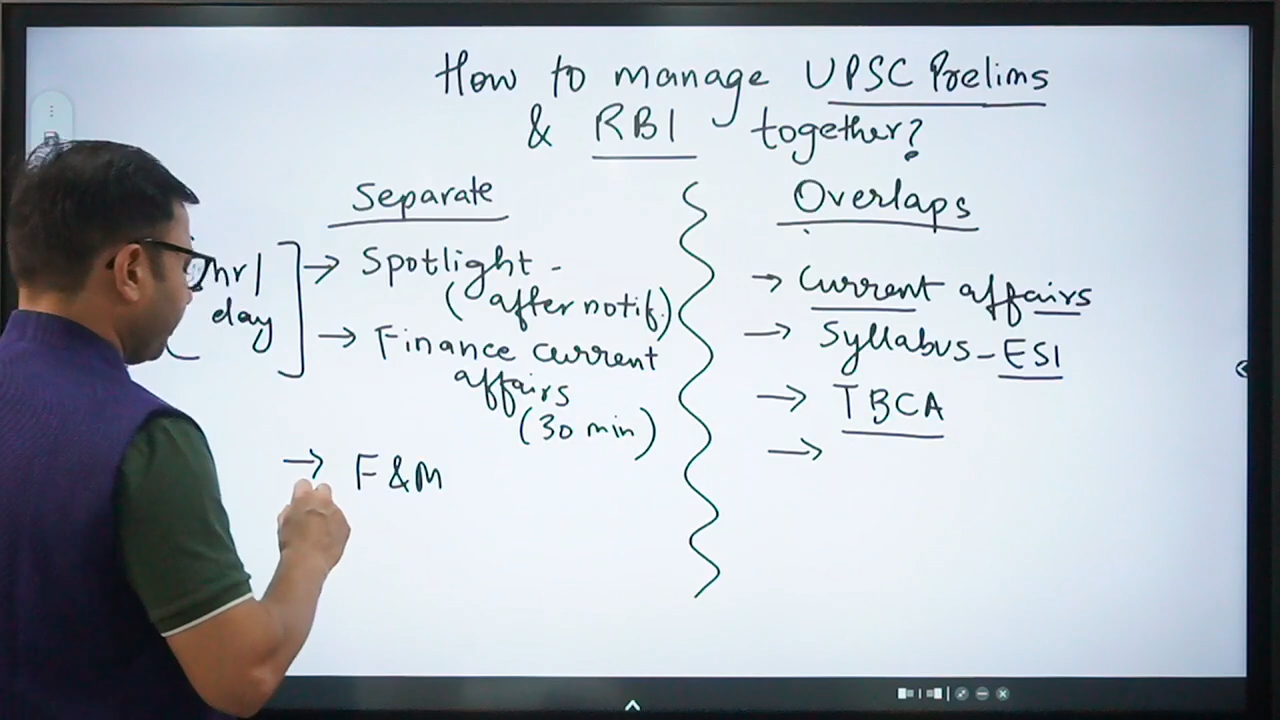 How to manage UPSC Prelims
& RBI together?
Separate
hr/
day
→ Spotlight -
(after notif.)
→ Finance current
affairs
(30 min)
→ F&M
Overlaps
→ Current affairs
→ Syllabus - ESI
→ TBCA
→